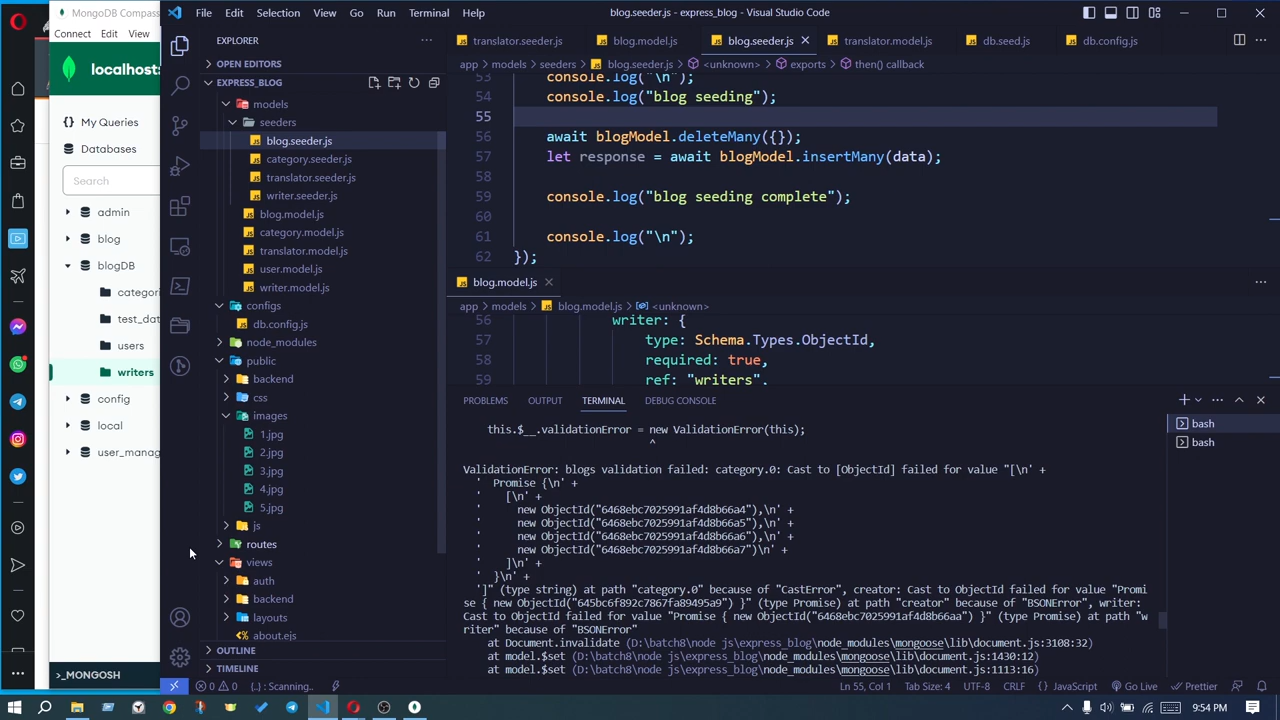 MongoDB Compass
Connect Edit View
localhost:
My Queries
Databases
Search
admin
blog
blogDB
categori
test_dat
users
writers
config
local
user_manag
>_MONGOSH
File Edit Selection View Go Run Terminal Help
blog.seeder.js - express_blog - Visual Studio Code
EXPLORER
OPEN EDITORS
EXPRESS_BLOG
models
seeders
blog.seeder.js
category.seeder.js
translator.seeder.js
writer.seeder.js
blog.model.js
category.model.js
translator.model.js
user.model.js
writer.model.js
configs
db.config.js
node_modules
public
backend
css
images
1.jpg
2.jpg
3.jpg
4.jpg
5.jpg
js
routes
views
auth
backend
layouts
about.ejs
OUTLINE
TIMELINE
translator.seeder.js blog.model.js blog.seeder.js translator.model.js db.seed.js db.config.js
app > models > seeders > blog.seeder.js > <unknown> > exports > then() callback
53 console.log("\n");
54 console.log("blog seeding");
55
56 await blogModel.deleteMany({});
57 let response = await blogModel.insertMany(data);
58
59 console.log("blog seeding complete");
60
61 console.log("\n");
62 });
blog.model.js
app > models > blog.model.js > <unknown>
56 writer: {
57 type: Schema.Types.ObjectId,
58 required: true,
59 ref: "writers",
PROBLEMS OUTPUT TERMINAL DEBUG CONSOLE
bash
bash
this.$__.validationError = new ValidationError(this);
^
ValidationError: blogs validation failed: category.0: Cast to [ObjectId] failed for value "[\n' +
'  Promise {\n' +
'    [\n' +
'      new ObjectId("6468ebc7025991af4d8b66a4"),\n' +
'      new ObjectId("6468ebc7025991af4d8b66a5"),\n' +
'      new ObjectId("6468ebc7025991af4d8b66a6"),\n' +
'      new ObjectId("6468ebc7025991af4d8b66a7")\n' +
'    ]\n' +
'  }\n' +
']" (type string) at path "category.0" because of "CastError", creator: Cast to ObjectId failed for value "Promi
se { new ObjectId("645bc6f892c7867fa89495a9") }" (type Promise) at path "creator" because of "BSONError", writer:
Cast to ObjectId failed for value "Promise { new ObjectId("6468ebc7025991af4d8b66aa") }" (type Promise) at path "w
riter" because of "BSONError"
at Document.invalidate (D:\batch8\node js\express_blog\node_modules\mongoose\lib\document.js:3108:32)
at model.$set (D:\batch8\node js\express_blog\node_modules\mongoose\lib\document.js:1430:12)
at model.$set (D:\batch8\node js\express_blog\node_modules\mongoose\lib\document.js:1113:16)
0 0 {..} : Scanning..
Ln 55, Col 1 Tab Size: 4 UTF-8 CRLF {} JavaScript Go Live Prettier
9:54 PM